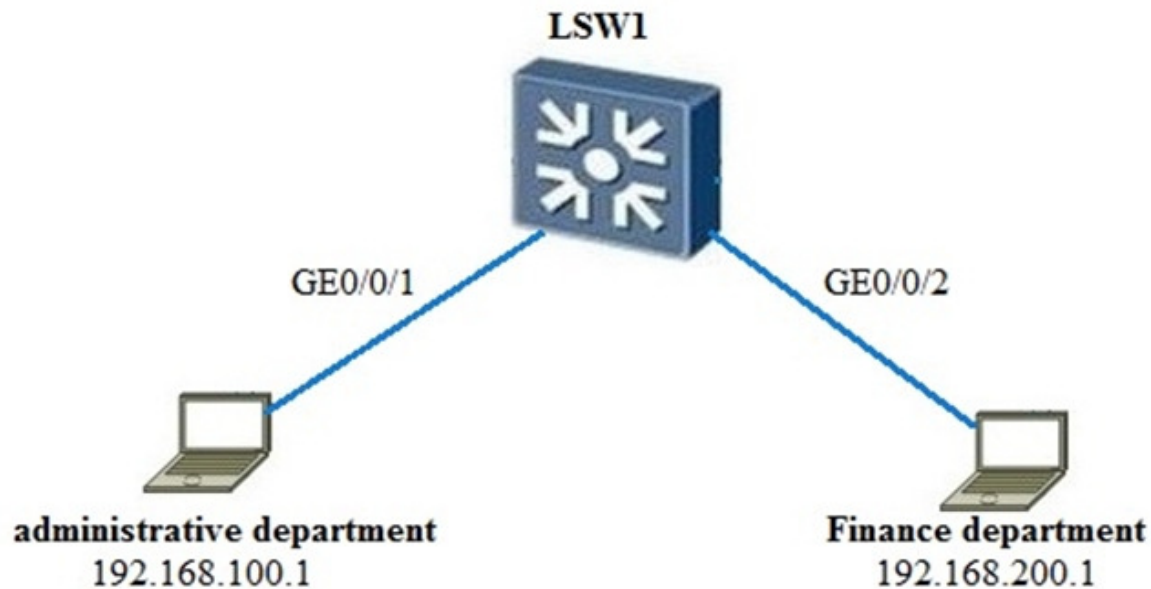 LSW1
GE0/0/1
GE0/0/2
administrative department
192.168.100.1
Finance department
192.168.200.1